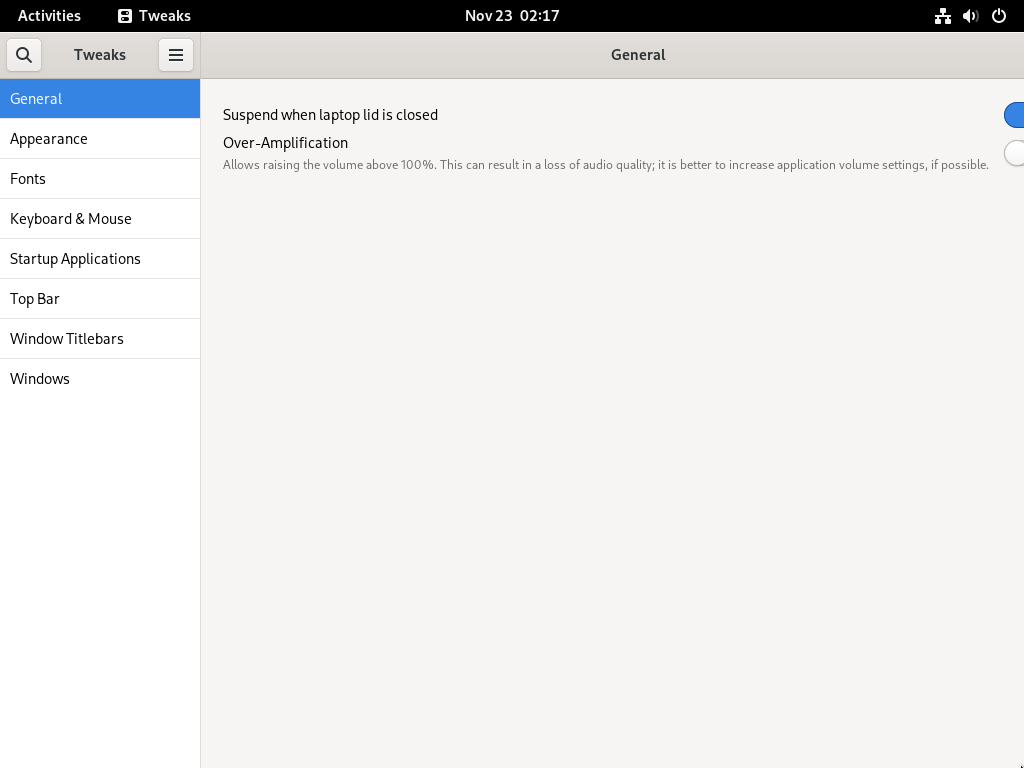 Activities
Tweaks
Nov 23 02:17
Tweaks
General
General
Appearance
Fonts
Keyboard & Mouse
Startup Applications
Top Bar
Window Titlebars
Windows
Suspend when laptop lid is closed
Over-Amplification
Allows raising the volume above 100%. This can result in a loss of audio quality; it is better to increase application volume settings, if possible.